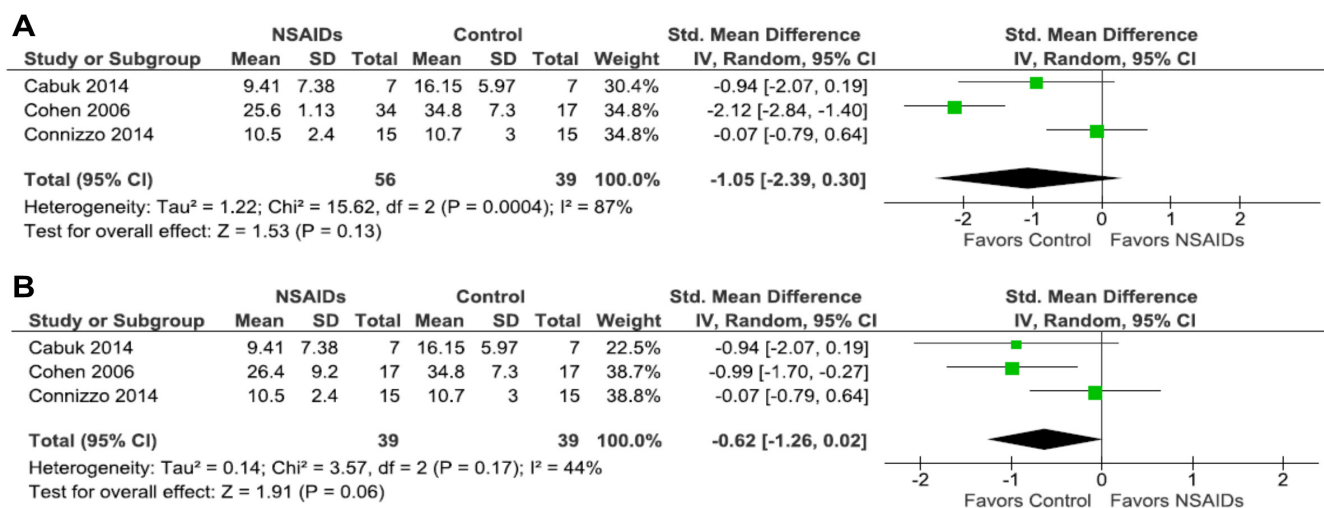 A
NSAIDs Control Std. Mean Difference Std. Mean Difference
Study or Subgroup Mean SD Total Mean SD Total Weight IV, Random, 95% CI IV, Random, 95% CI
Cabuk 2014 9.41 7.38 7 16.15 5.97 7 30.4% -0.94 [-2.07, 0.19]
Cohen 2006 25.6 1.13 34 34.8 7.3 17 34.8% -2.12 [-2.84, -1.40]
Connizzo 2014 10.5 2.4 15 10.7 3 15 34.8% -0.07 [-0.79, 0.64]
Total (95% CI) 56 39 100.0% -1.05 [-2.39, 0.30]
Heterogeneity: Tau² = 1.22; Chi² = 15.62, df = 2 (P = 0.0004); I² = 87%
Test for overall effect: Z = 1.53 (P = 0.13)
-2 -1 0 1 2
Favors Control Favors NSAIDs
B
NSAIDs Control Std. Mean Difference Std. Mean Difference
Study or Subgroup Mean SD Total Mean SD Total Weight IV, Random, 95% CI IV, Random, 95% CI
Cabuk 2014 9.41 7.38 7 16.15 5.97 7 22.5% -0.94 [-2.07, 0.19]
Cohen 2006 26.4 9.2 17 34.8 7.3 17 38.7% -0.99 [-1.70, -0.27]
Connizzo 2014 10.5 2.4 15 10.7 3 15 38.8% -0.07 [-0.79, 0.64]
Total (95% CI) 39 39 100.0% -0.62 [-1.26, 0.02]
Heterogeneity: Tau² = 0.14; Chi² = 3.57, df = 2 (P = 0.17); I² = 44%
Test for overall effect: Z = 1.91 (P = 0.06)
-2 -1 0 1 2
Favors Control Favors NSAIDs